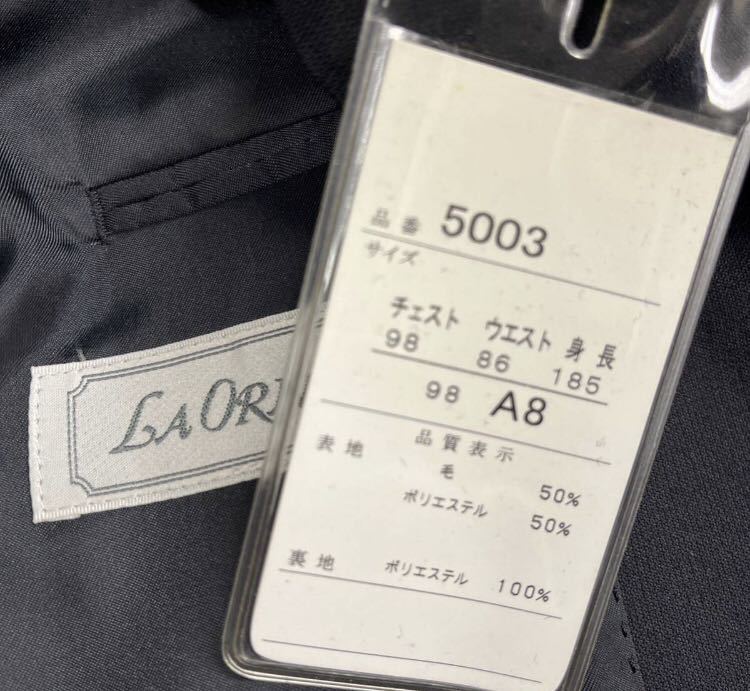 品番 5003
サイズ
チェスト ウエスト 身長
98 86 185
98 A8
品質表示
表地 毛 50%
ポリエステル 50%
裏地 ポリエステル 100%
LA